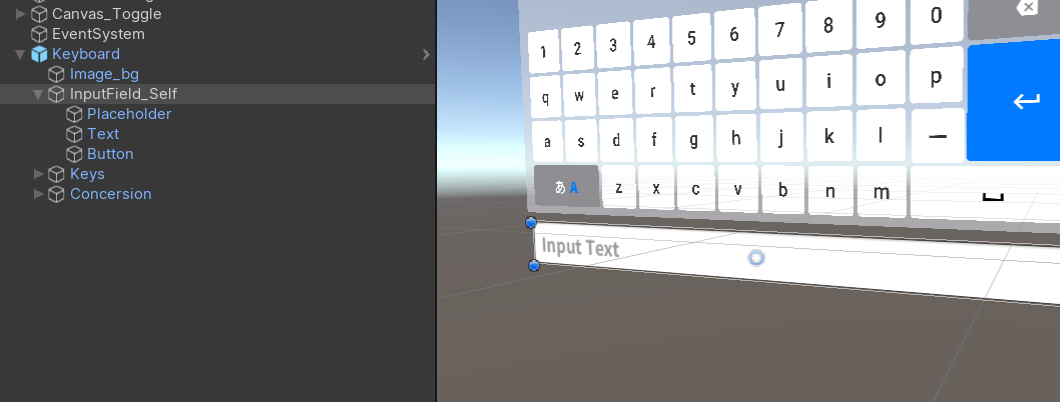 Canvas_Toggle
EventSystem
Keyboard
Image_bg
InputField_Self
Placeholder
Text
Button
Keys
Concersion
1 2 3 4 5 6 7 8 9 0
q w e r t y u i o p
a s d f g h j k l —
あ A z x c v b n m
Input Text